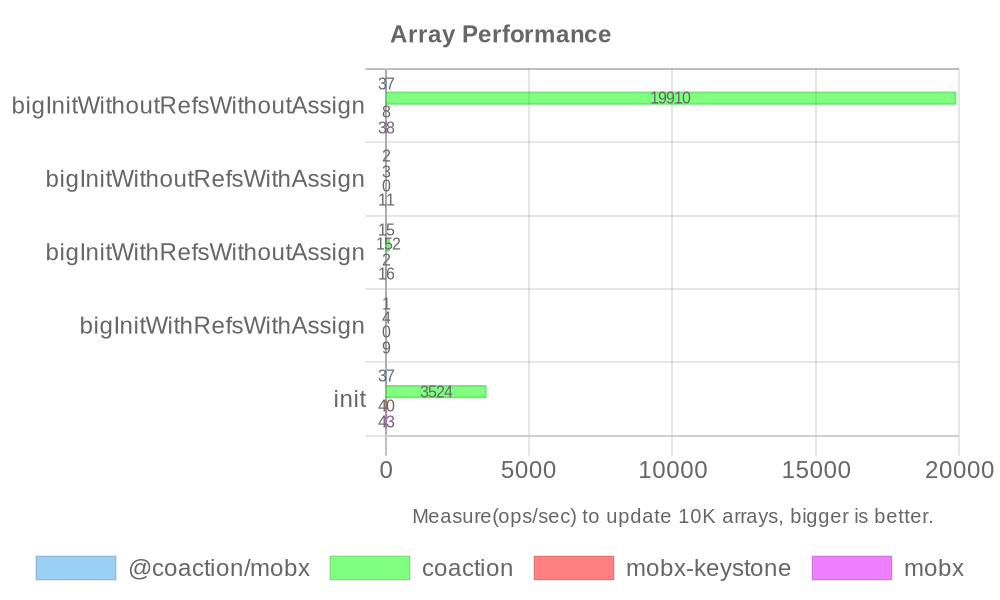 Array Performance
bigInitWithoutRefsWithoutAssign
37
19910
8
38
bigInitWithoutRefsWithAssign
2
3
0
11
bigInitWithRefsWithoutAssign
15
152
2
16
bigInitWithRefsWithAssign
1
4
0
9
init
37
3524
40
43
0 5000 10000 15000 20000
Measure(ops/sec) to update 10K arrays, bigger is better.
@coaction/mobx coaction mobx-keystone mobx